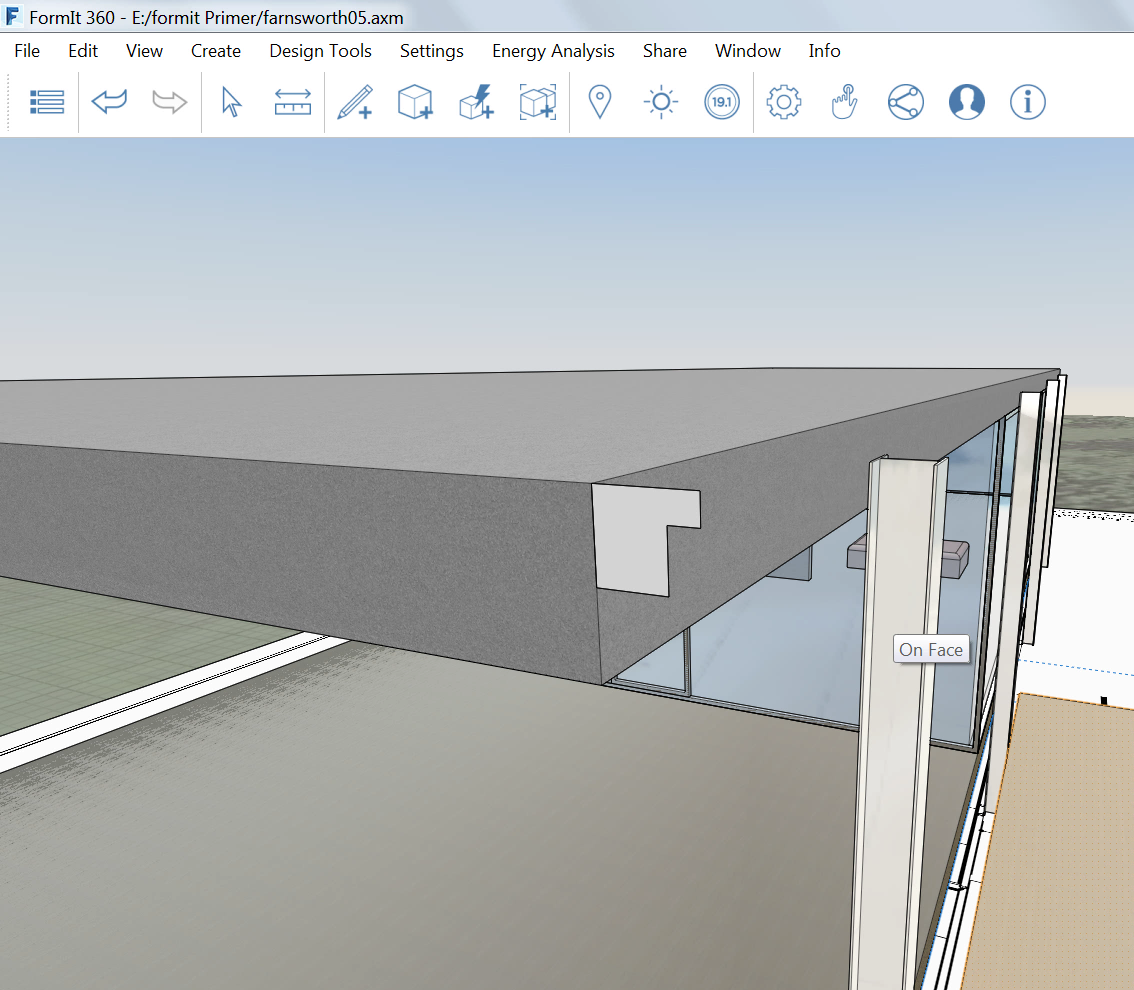 FormIt 360 - E:/formit Primer/farnsworth05.axm
File Edit View Create Design Tools Settings Energy Analysis Share Window Info
19.1
On Face